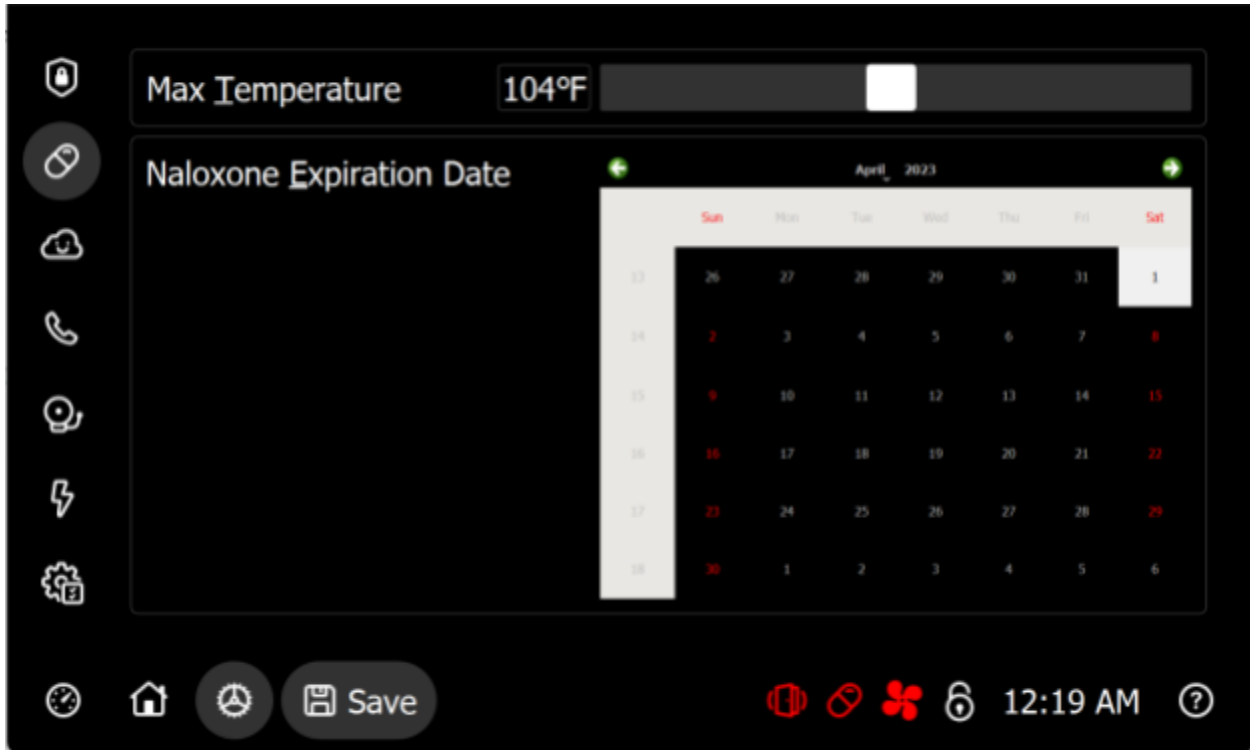 Max Temperature 104°F
Naloxone Expiration Date
April 2023
Sun Mon Tue Wed Thu Fri Sat
13 26 27 28 29 30 31 1
14 2 3 4 5 6 7 8
15 9 10 11 12 13 14 15
16 16 17 18 19 20 21 22
17 23 24 25 26 27 28 29
18 30 1 2 3 4 5 6
Save 12:19 AM ?